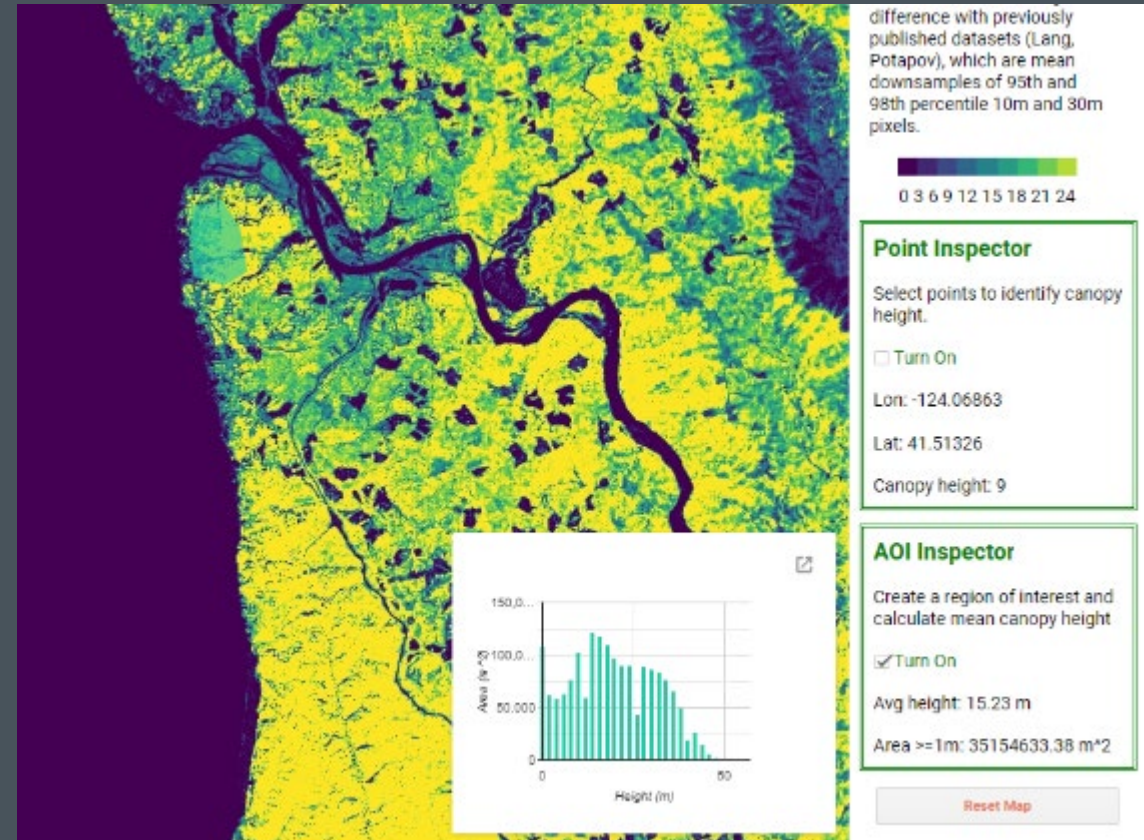 difference with previously
published datasets (Lang,
Potapov), which are mean
downsamples of 95th and
98th percentile 10m and 30m
pixels.
0 3 6 9 12 15 18 21 24
Point Inspector
Select points to identify canopy
height.
Turn On
Lon: -124.06863
Lat: 41.51326
Canopy height: 9
AOI Inspector
Create a region of interest and
calculate mean canopy height
Turn On
Avg height: 15.23 m
Area >=1m: 35154633.38 m^2
Reset Map
150,0...
100,0...
50,000
0
Area (m^2)
0 50
Height (m)